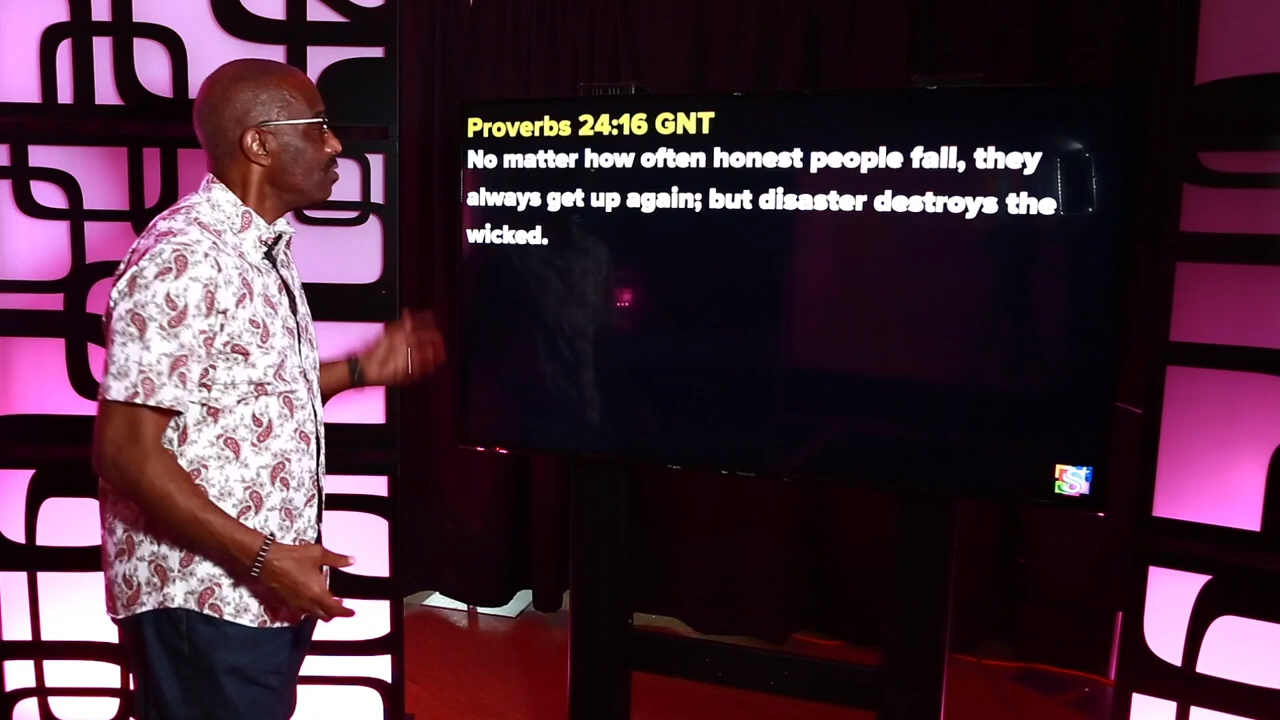 Proverbs 24:16 GNT
No matter how often honest people fall, they
always get up again; but disaster destroys the
wicked.
S